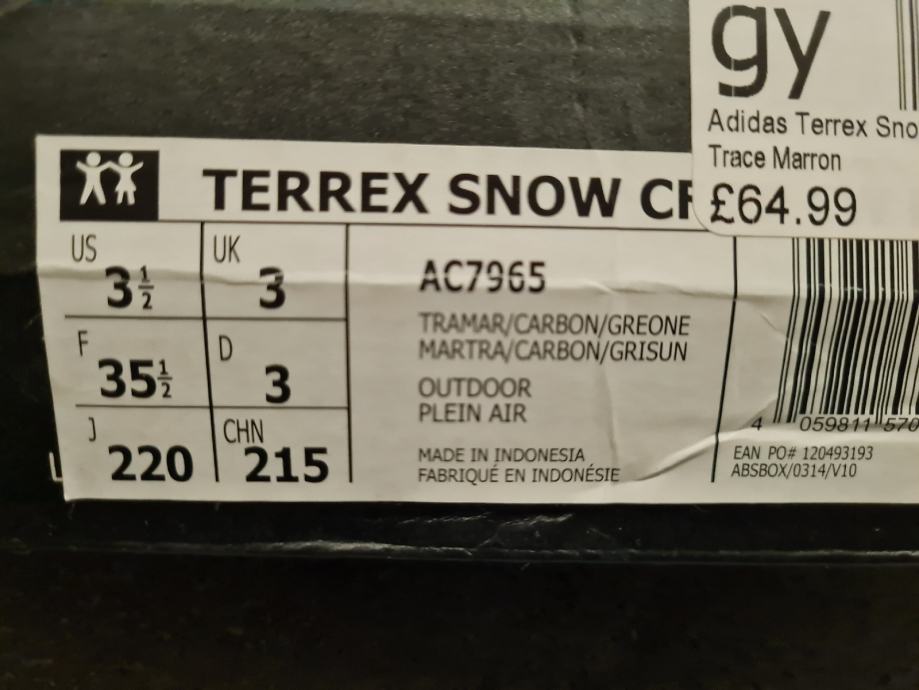 gy
Adidas Terrex Sno
Trace Marron
£64.99
TERREX SNOW
US 3½
UK 3
F 35½
D 3
J 220
CHN 215
AC7965
TRAMAR/CARBON/GREONE
MARTRA/CARBON/GRISUN
OUTDOOR
PLEIN AIR
MADE IN INDONESIA
FABRIQUÉ EN INDONÉSIE
4 059811 570
EAN PO# 120493193
ABSBOX/0314/V10